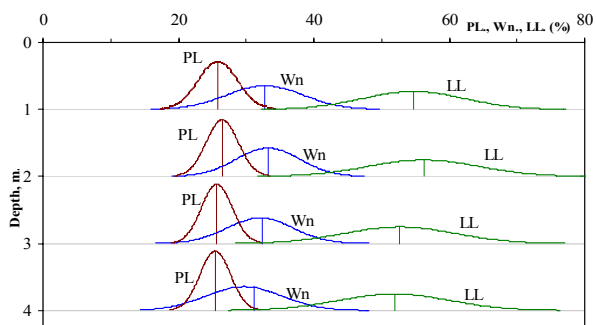 0 20 40 60 80
PL., Wn., LL. (%)
0
PL Wn LL
1
PL Wn LL
2
Depth, m.
PL Wn LL
3
PL Wn LL
4